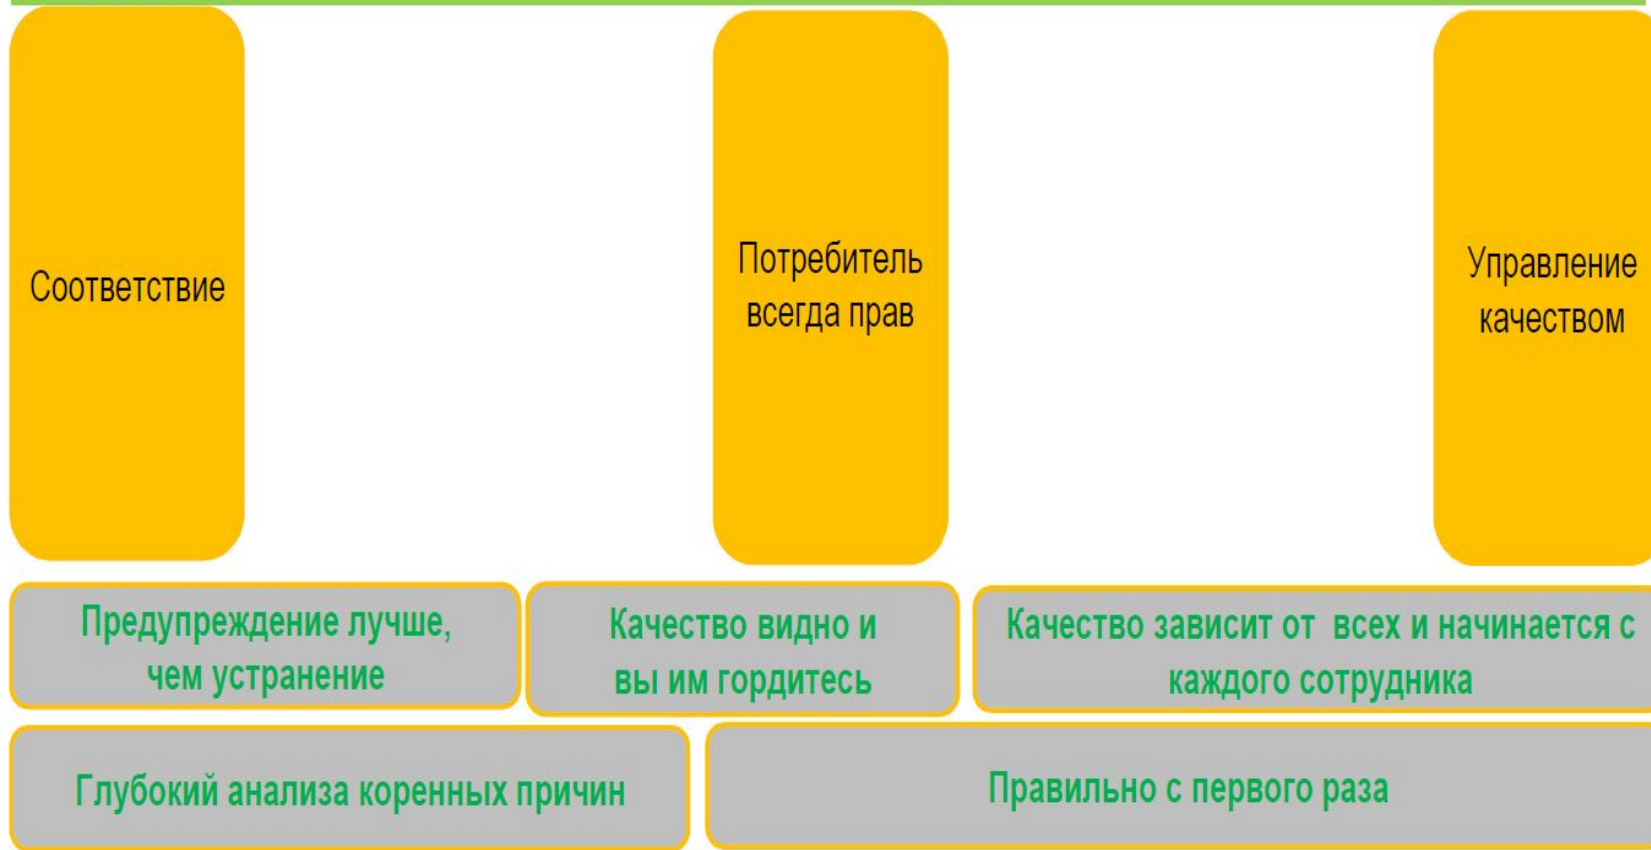 Соответствие
Потребитель
всегда прав
Управление
качеством
Предупреждение лучше,
чем устранение
Качество видно и
вы им гордитесь
Качество зависит от всех и начинается с
каждого сотрудника
Глубокий анализа коренных причин
Правильно с первого раза